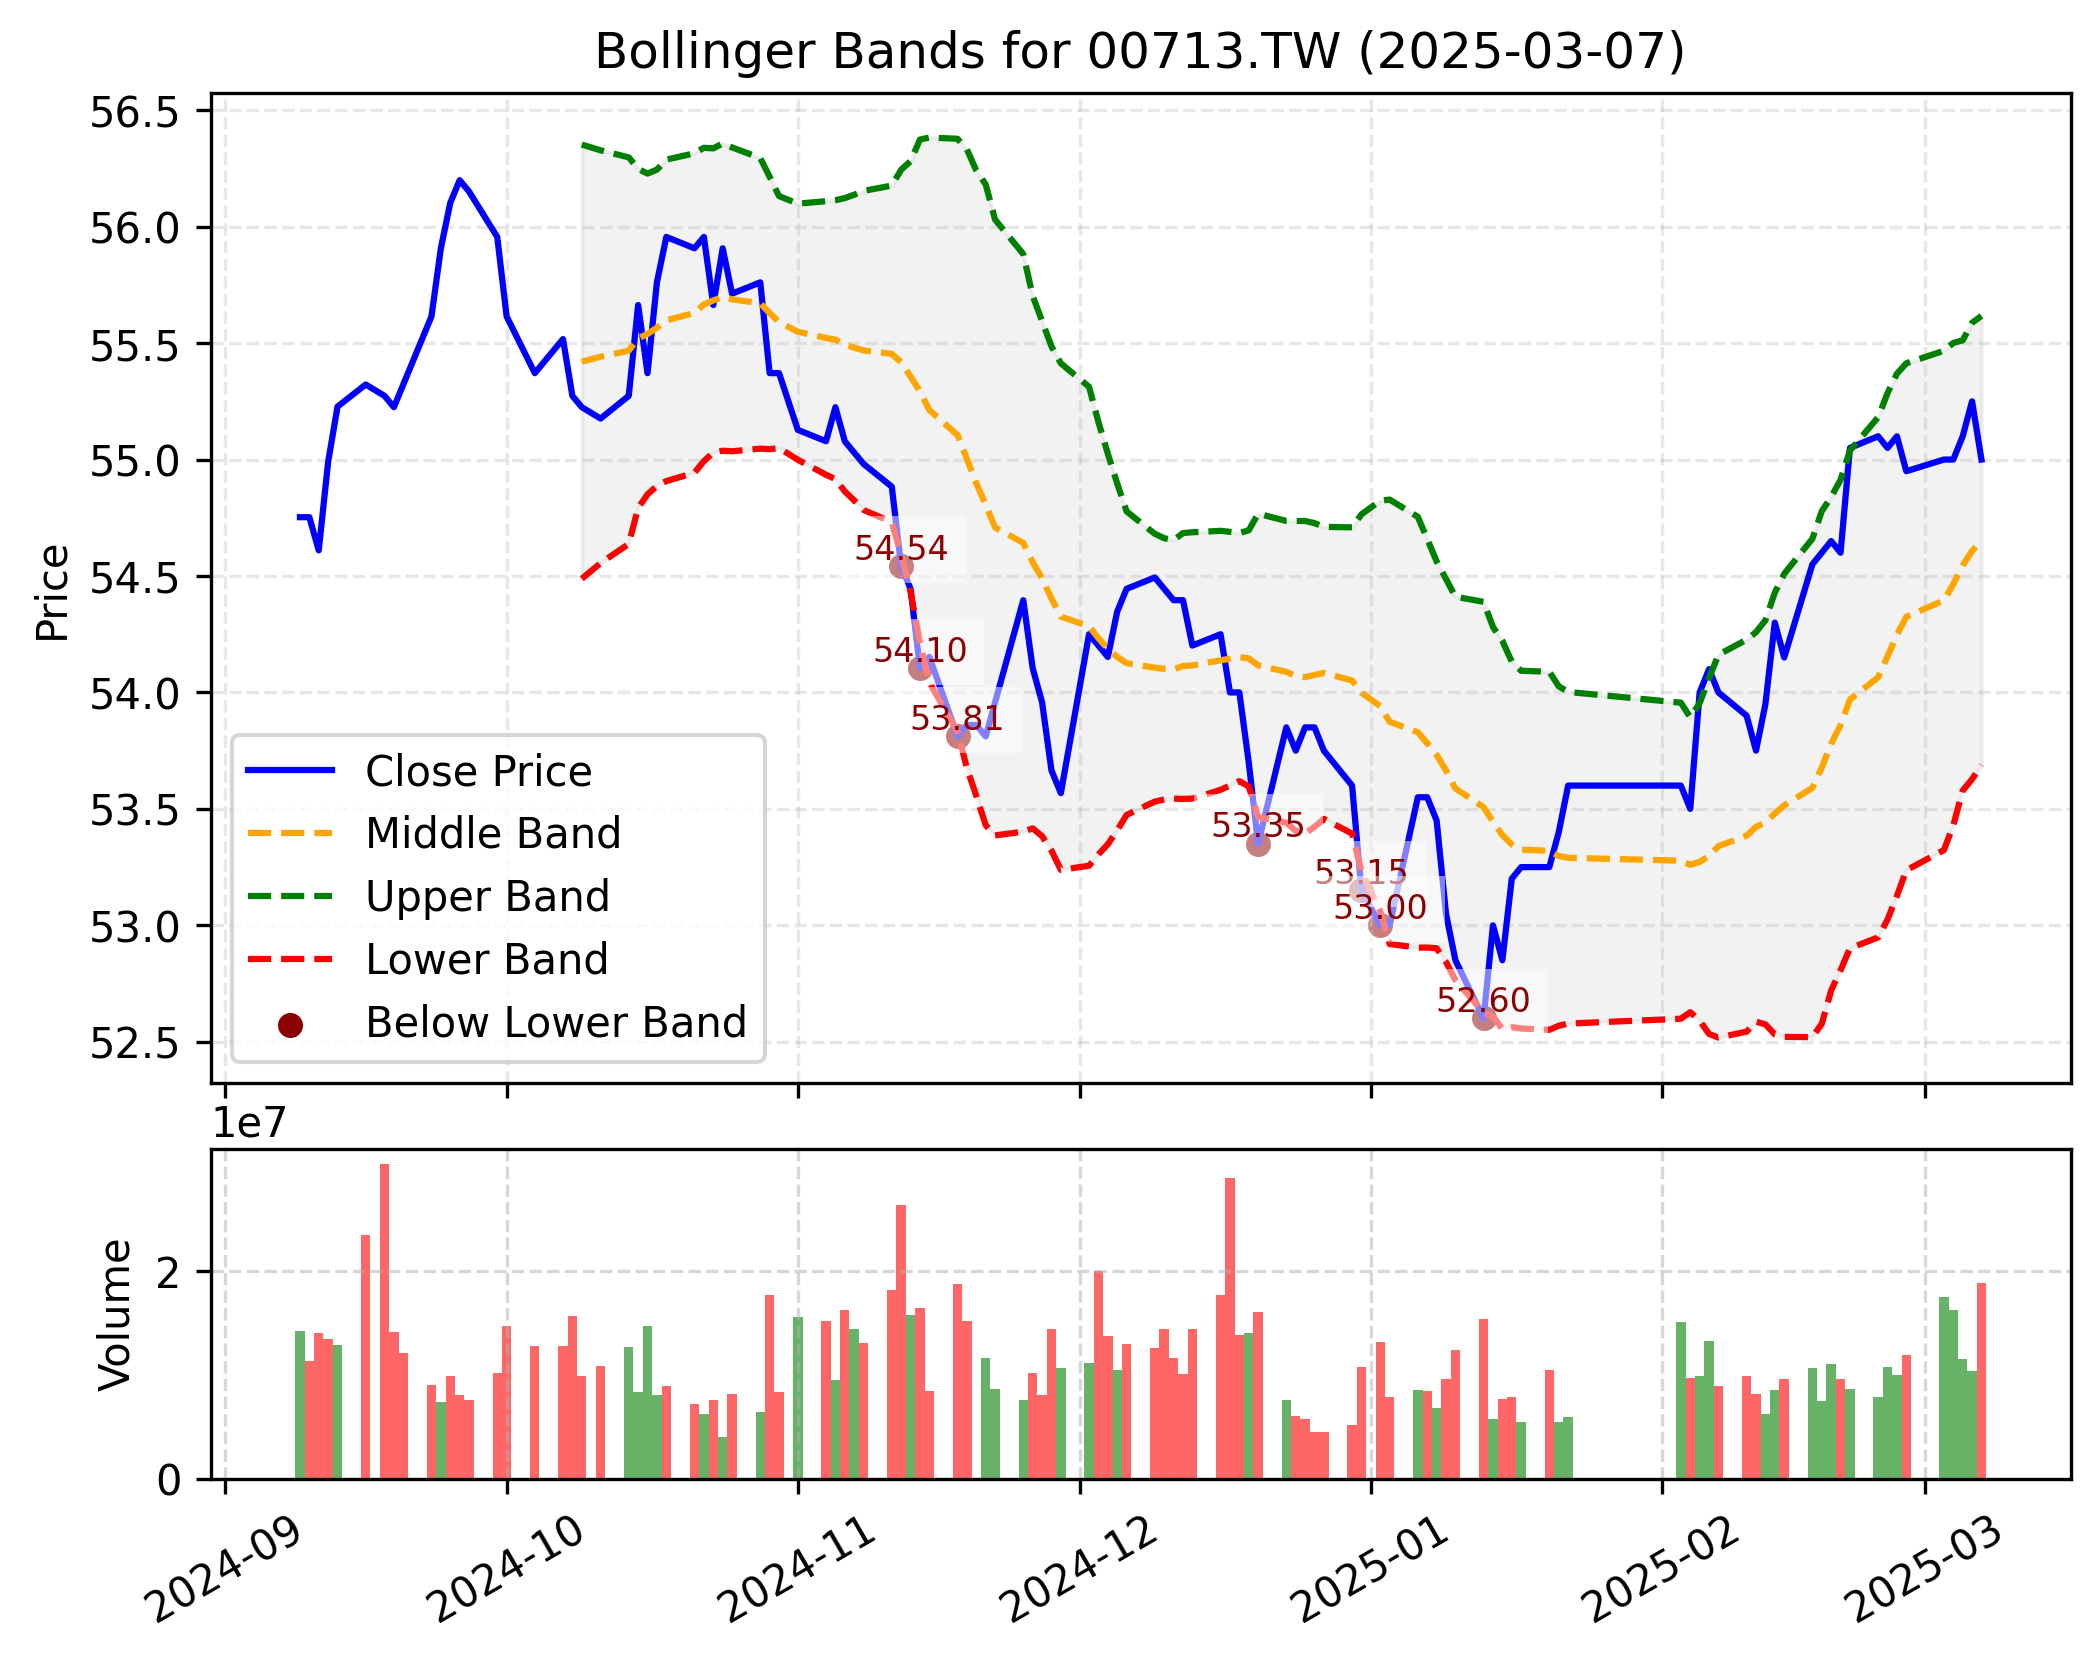 Bollinger Bands for 00713.TW (2025-03-07)
Price
56.5
56.0
55.5
55.0
54.5
54.0
53.5
53.0
52.5
54.54
54.10
53.81
53.35
53.15
53.00
52.60
Close Price
Middle Band
Upper Band
Lower Band
Below Lower Band
1e7
Volume
2
0
2024-09
2024-10
2024-11
2024-12
2025-01
2025-02
2025-03